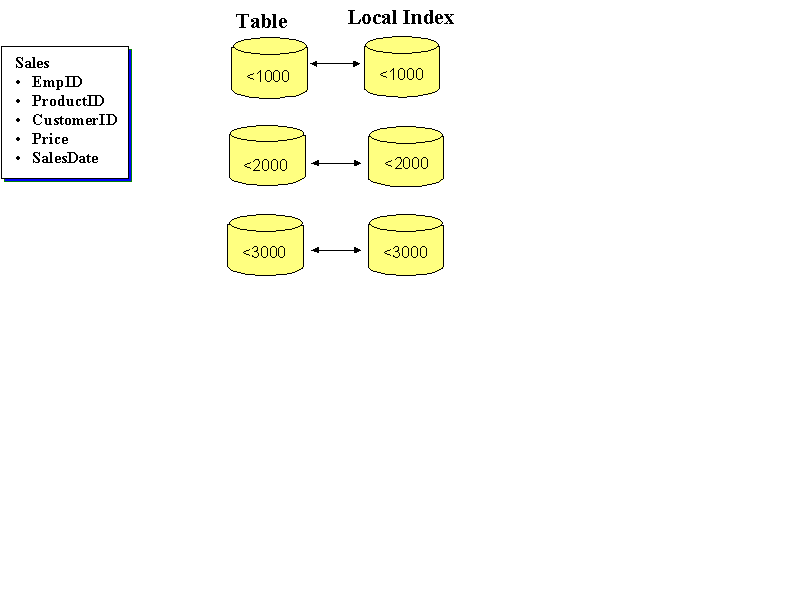 Table
Local Index
Sales
• EmpID
• ProductID
• CustomerID
• Price
• SalesDate
<1000
<1000
<2000
<2000
<3000
<3000